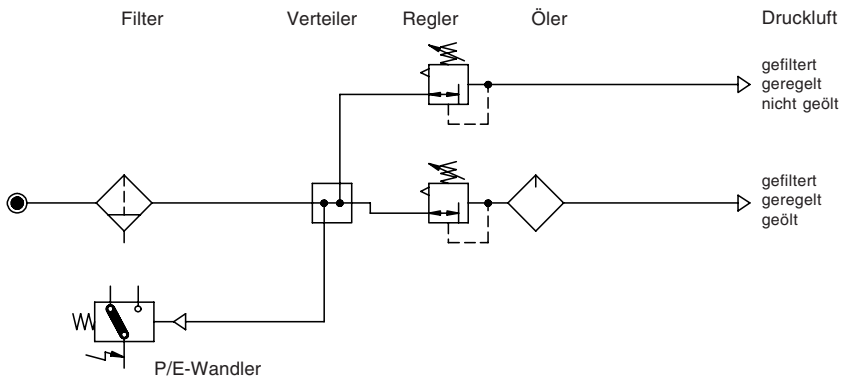 Filter
Verteiler
Regler
Öler
Druckluft
gefiltert
geregelt
nicht geölt
gefiltert
geregelt
geölt
P/E-Wandler